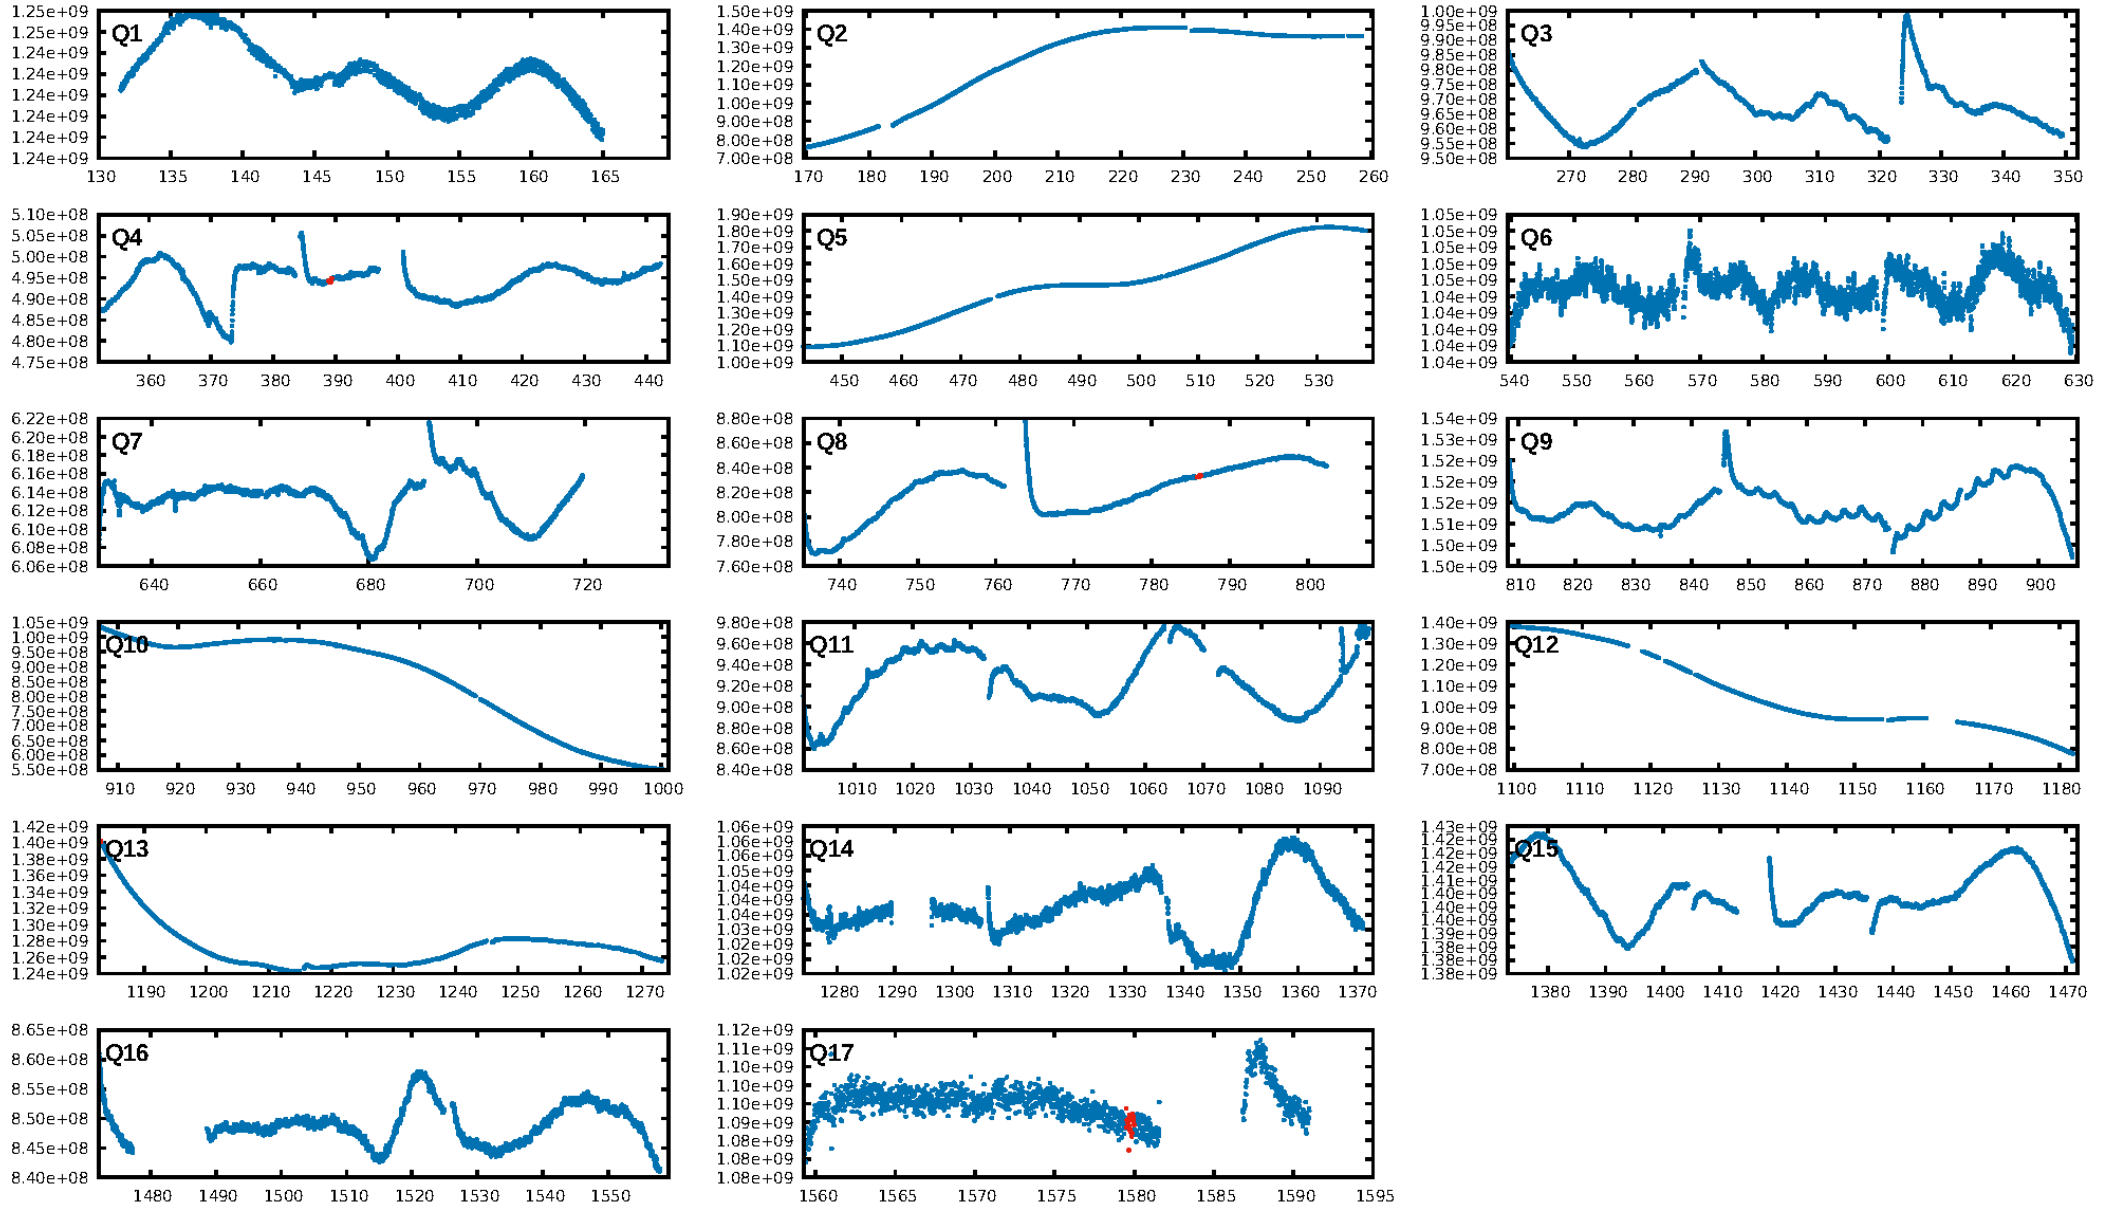 1.25e+09
1.25e+09
1.24e+09
1.24e+09
1.24e+09
1.24e+09
1.24e+09
1.24e+09
Q1
130 135 140 145 150 155 160 165
1.50e+09
1.40e+09
1.30e+09
1.20e+09
1.10e+09
1.00e+09
9.00e+08
8.00e+08
7.00e+08
Q2
170 180 190 200 210 220 230 240 250 260
1.00e+09
9.95e+08
9.90e+08
9.85e+08
9.80e+08
9.75e+08
9.70e+08
9.65e+08
9.60e+08
9.55e+08
9.50e+08
Q3
270 280 290 300 310 320 330 340 350
5.10e+08
5.05e+08
5.00e+08
4.95e+08
4.90e+08
4.85e+08
4.80e+08
4.75e+08
Q4
360 370 380 390 400 410 420 430 440
1.90e+09
1.80e+09
1.70e+09
1.60e+09
1.50e+09
1.40e+09
1.30e+09
1.20e+09
1.10e+09
1.00e+09
Q5
450 460 470 480 490 500 510 520 530
1.05e+09
1.05e+09
1.05e+09
1.05e+09
1.04e+09
1.04e+09
1.04e+09
1.04e+09
1.04e+09
Q6
540 550 560 570 580 590 600 610 620 630
6.22e+08
6.20e+08
6.18e+08
6.16e+08
6.14e+08
6.12e+08
6.10e+08
6.08e+08
6.06e+08
Q7
640 660 680 700 720
8.80e+08
8.60e+08
8.40e+08
8.20e+08
8.00e+08
7.80e+08
7.60e+08
Q8
740 750 760 770 780 790 800
1.54e+09
1.53e+09
1.52e+09
1.52e+09
1.51e+09
1.50e+09
1.50e+09
Q9
810 820 830 840 850 860 870 880 890 900
1.05e+09
1.00e+09
9.50e+08
9.00e+08
8.50e+08
8.00e+08
7.50e+08
7.00e+08
6.50e+08
6.00e+08
5.50e+08
Q10
910 920 930 940 950 960 970 980 990 1000
9.80e+08
9.60e+08
9.40e+08
9.20e+08
9.00e+08
8.80e+08
8.60e+08
8.40e+08
Q11
1010 1020 1030 1040 1050 1060 1070 1080 1090
1.40e+09
1.30e+09
1.20e+09
1.10e+09
1.00e+09
9.00e+08
8.00e+08
7.00e+08
Q12
1100 1110 1120 1130 1140 1150 1160 1170 1180
1.42e+09
1.40e+09
1.38e+09
1.36e+09
1.34e+09
1.32e+09
1.30e+09
1.28e+09
1.26e+09
1.24e+09
Q13
1190 1200 1210 1220 1230 1240 1250 1260 1270
1.06e+09
1.06e+09
1.05e+09
1.04e+09
1.04e+09
1.04e+09
1.03e+09
1.03e+09
1.02e+09
1.02e+09
1.02e+09
Q14
1280 1290 1300 1310 1320 1330 1340 1350 1360 1370
1.43e+09
1.42e+09
1.42e+09
1.42e+09
1.41e+09
1.40e+09
1.40e+09
1.40e+09
1.39e+09
1.39e+09
1.38e+09
1.38e+09
Q15
1380 1390 1400 1410 1420 1430 1440 1450 1460 1470
8.65e+08
8.60e+08
8.55e+08
8.50e+08
8.45e+08
8.40e+08
Q16
1480 1490 1500 1510 1520 1530 1540 1550
1.12e+09
1.11e+09
1.10e+09
1.10e+09
1.10e+09
1.09e+09
1.08e+09
1.08e+09
1.08e+09
Q17
1560 1565 1570 1575 1580 1585 1590 1595